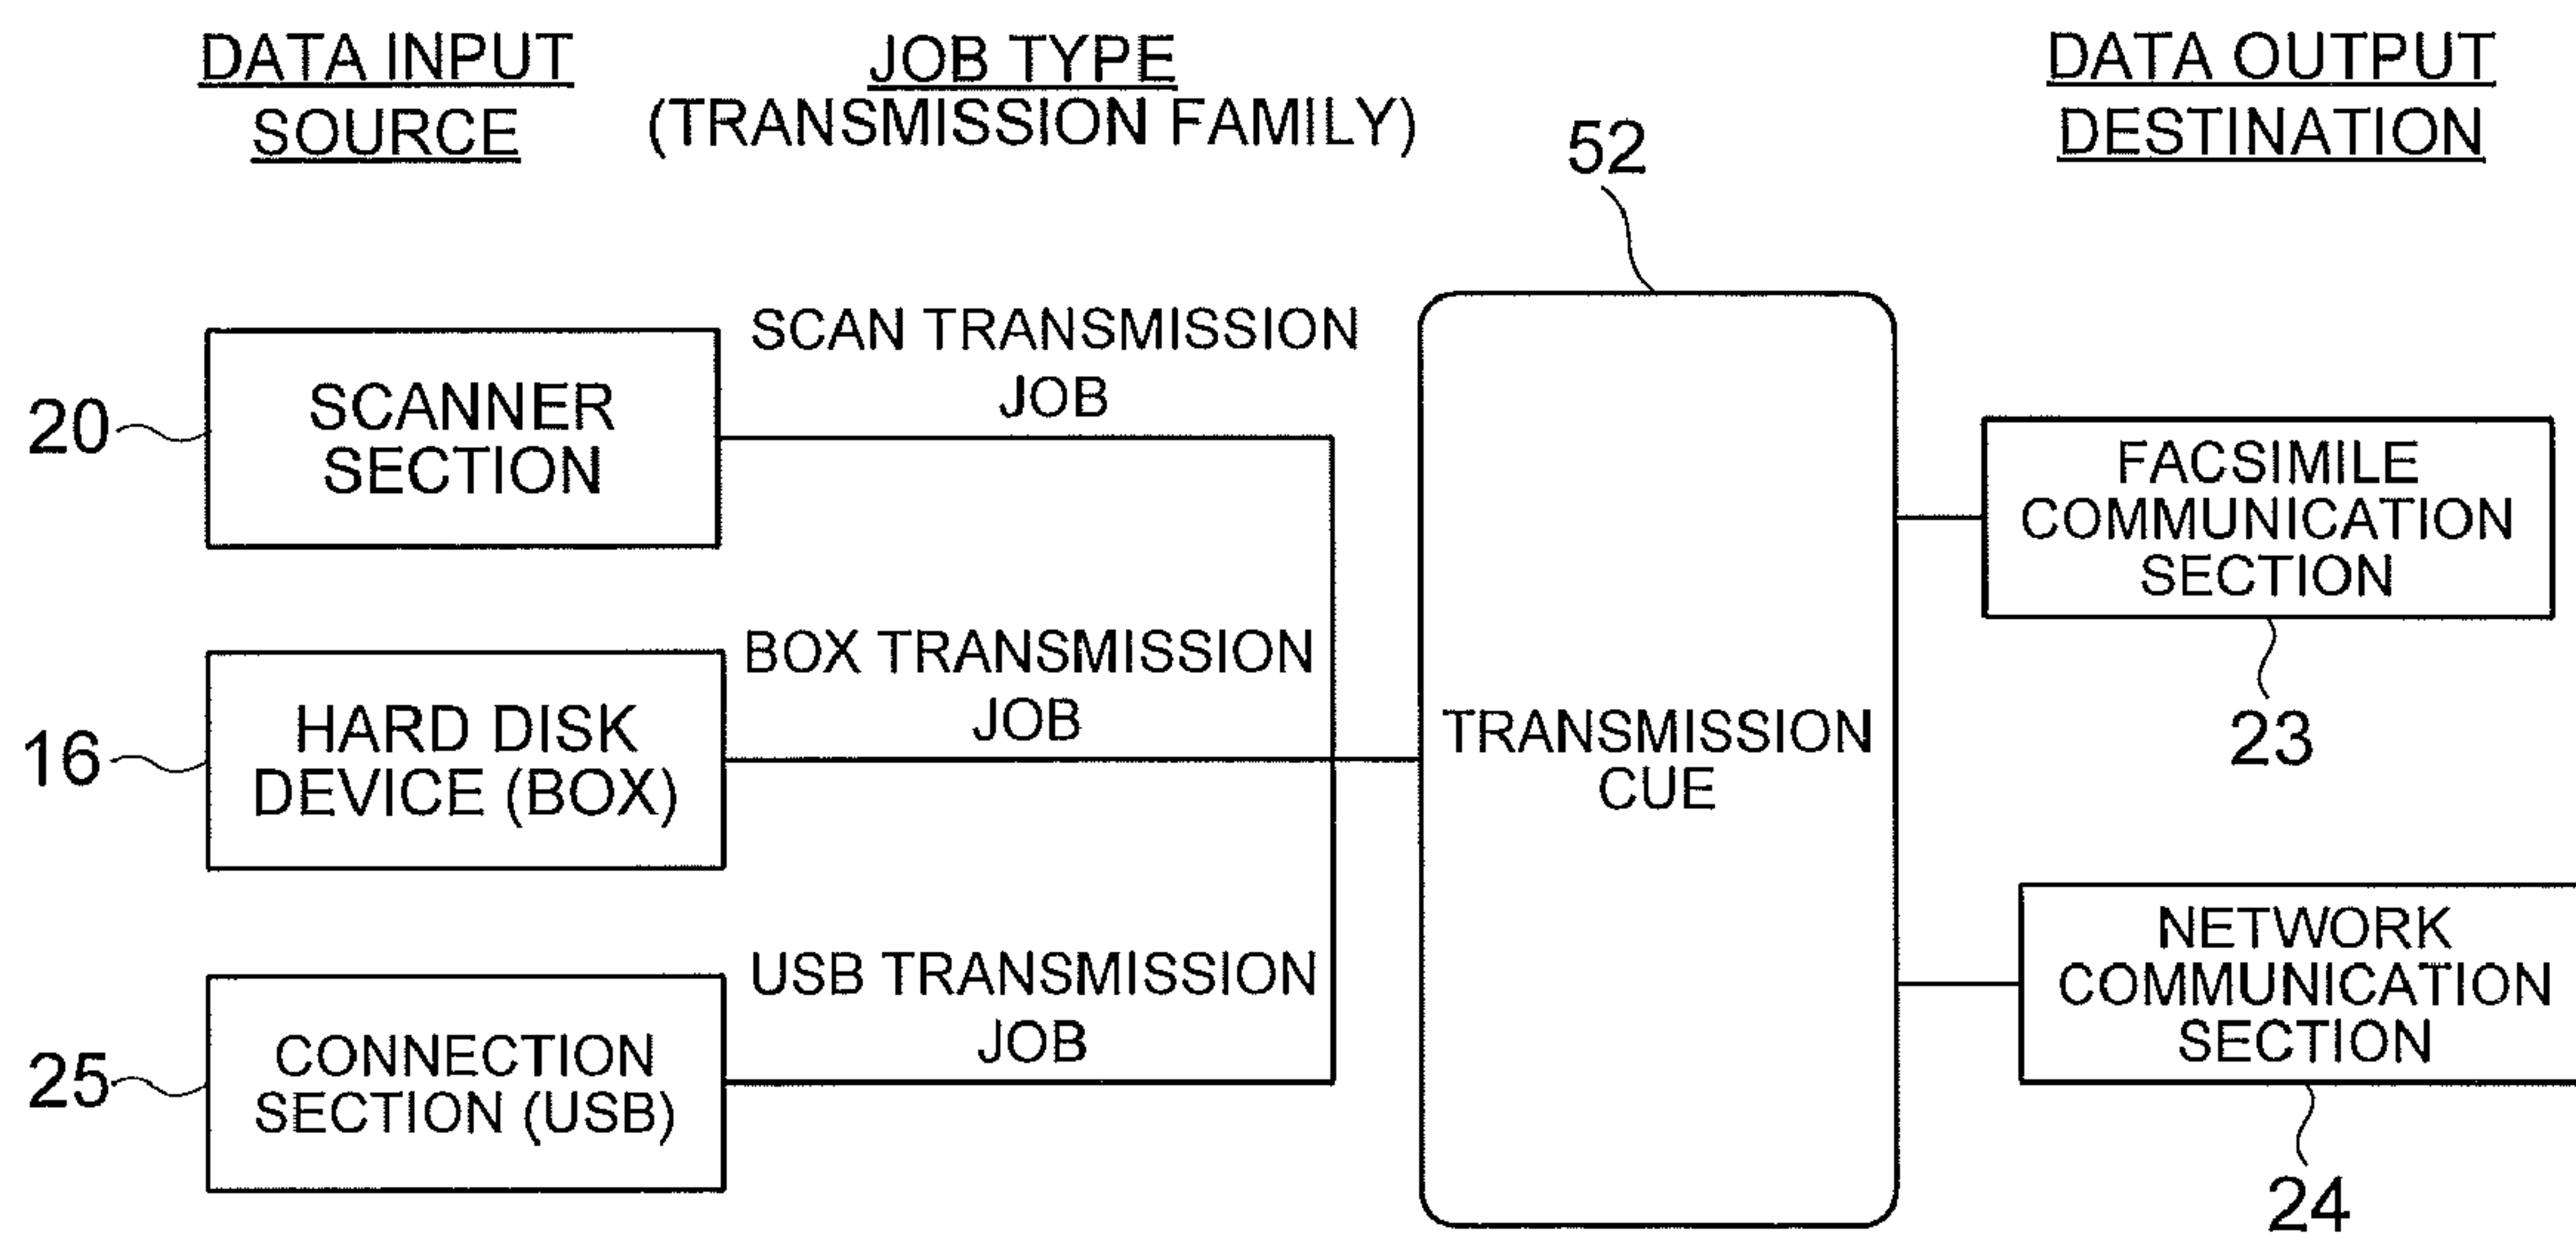 DATA INPUT
SOURCE
JOB TYPE
(TRANSMISSION FAMILY)
DATA OUTPUT
DESTINATION
52
SCAN TRANSMISSION
JOB
20
SCANNER
SECTION
FACSIMILE
COMMUNICATION
SECTION
23
BOX TRANSMISSION
JOB
16
HARD DISK
DEVICE (BOX)
TRANSMISSION
CUE
USB TRANSMISSION
JOB
25
CONNECTION
SECTION (USB)
NETWORK
COMMUNICATION
SECTION
24